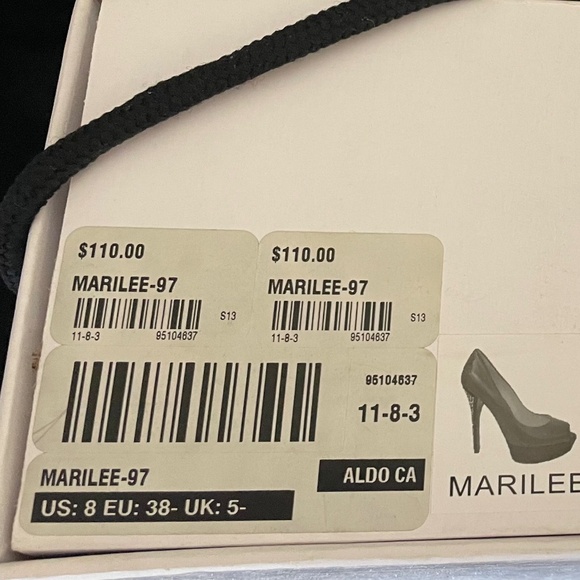 $110.00
MARILEE-97
S13
11-8-3 95104637
$110.00
MARILEE-97
S13
11-8-3 95104637
95104637
11-8-3
MARILEE-97
ALDO CA
US: 8 EU: 38- UK: 5-
MARILEE